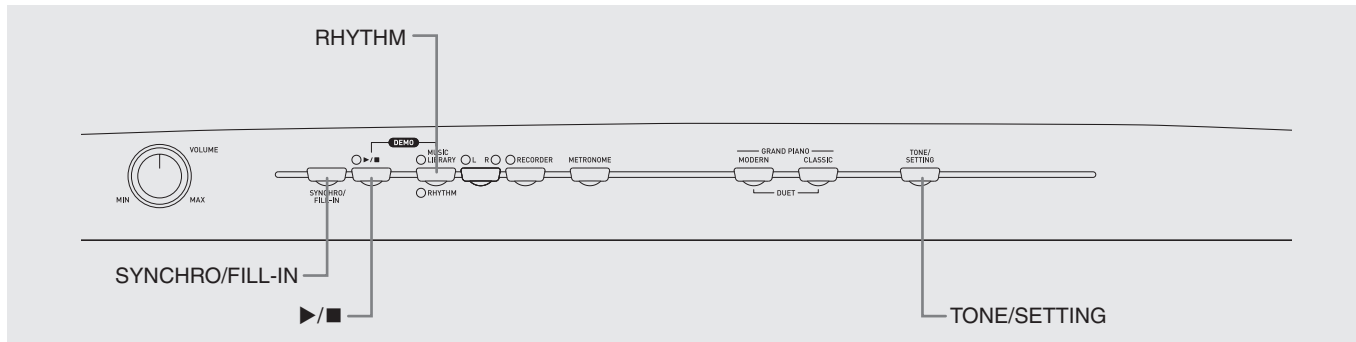 RHYTHM
DEMO
VOLUME
MIN
MAX
▶/■
MUSIC
LIBRARY
L R
RECORDER
METRONOME
GRAND PIANO
MODERN CLASSIC
TONE/
SETTING
SYNCHRO/
FILL-IN
RHYTHM
DUET
SYNCHRO/FILL-IN
▶/■
TONE/SETTING